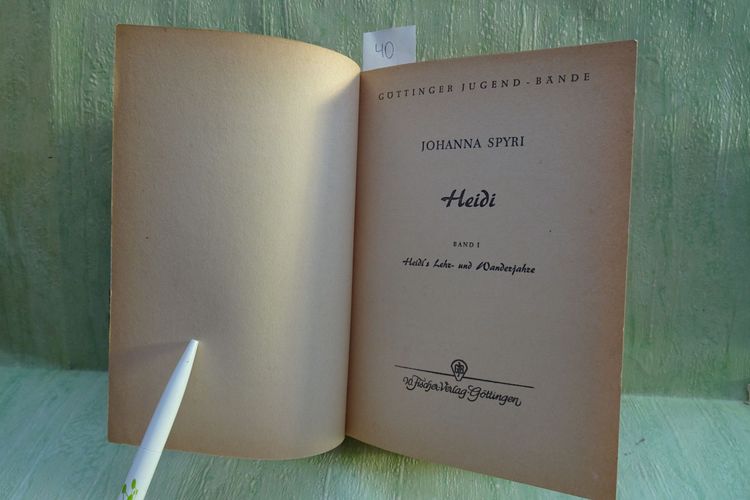 40
GÖTTINGER JUGEND-BÄNDE
JOHANNA SPYRI
Heidi
BAND I
Heidi's Lehr- und Wanderjahre
W. Fischer-Verlag-Göttingen